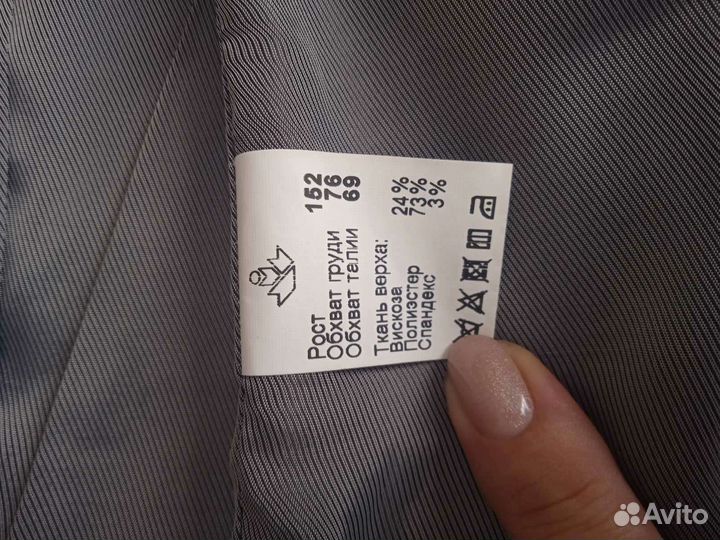 Рост 152
Обхват груди 76
Обхват талии 69
Ткань верха:
Вискоза 24%
Полиэстер 73%
Спандекс 3%
Avito